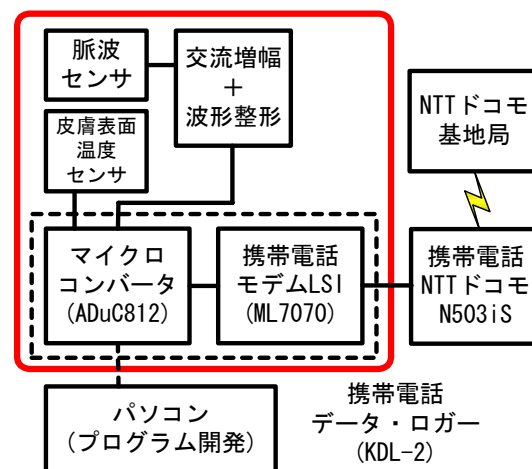 脈波
センサ
交流増幅
+
波形整形
皮膚表面
温度
センサ
NTTドコモ
基地局
マイクロ
コンバータ
(ADuC812)
携帯電話
モデムLSI
(ML7070)
携帯電話
NTTドコモ
N503iS
パソコン
(プログラム開発)
携帯電話
データ・ロガー
(KDL-2)